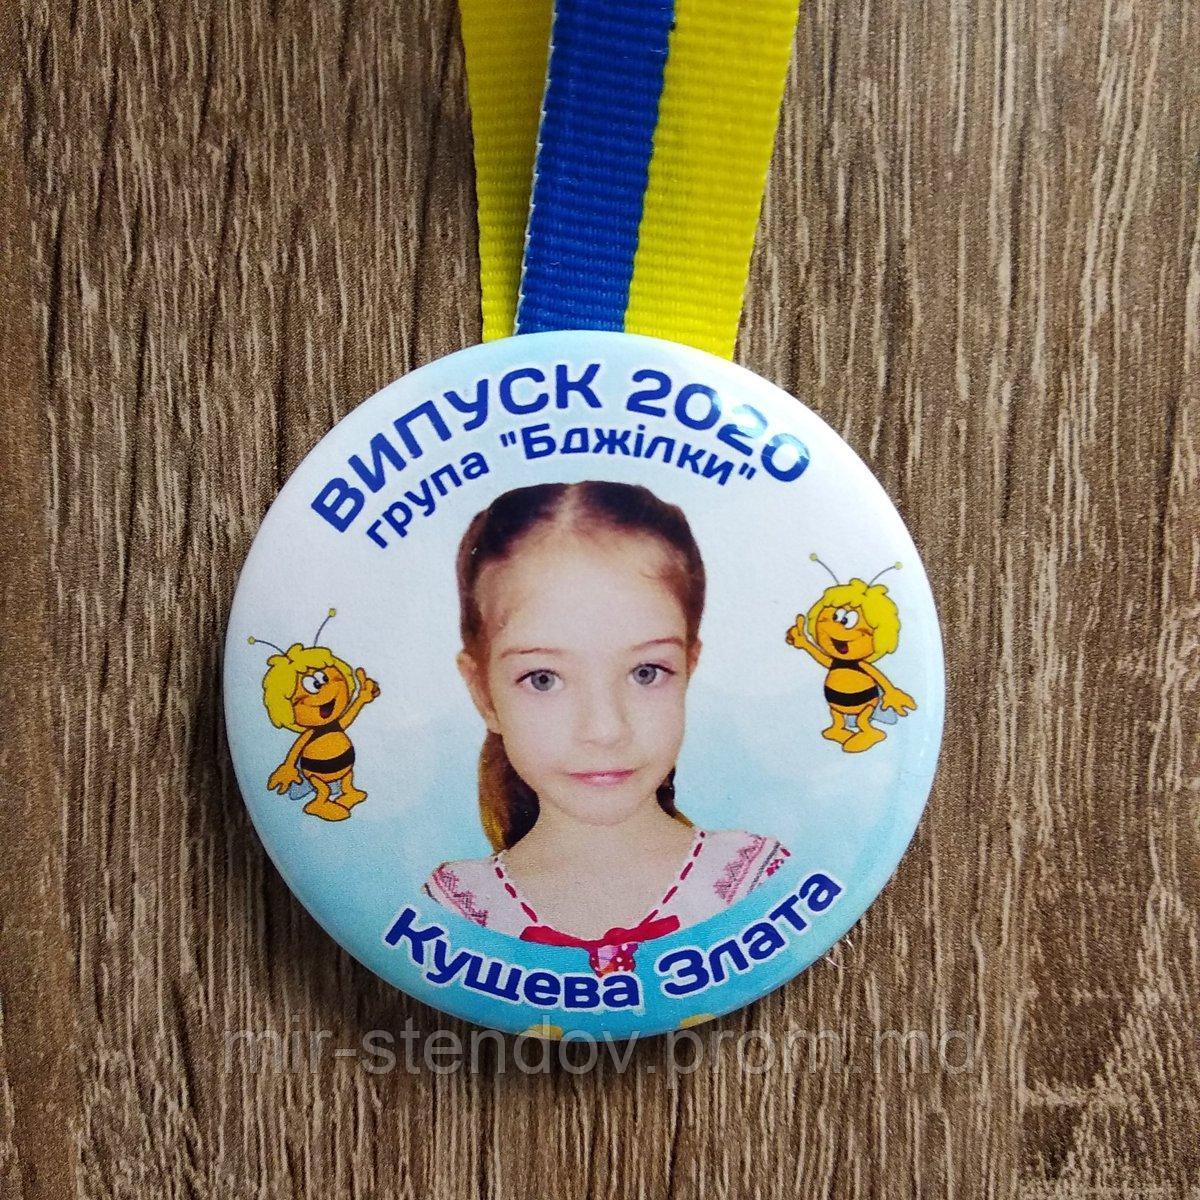 ВИПУСК 2020
група "Бджілки"
Кушева Злата
mir-stendov.prom.md